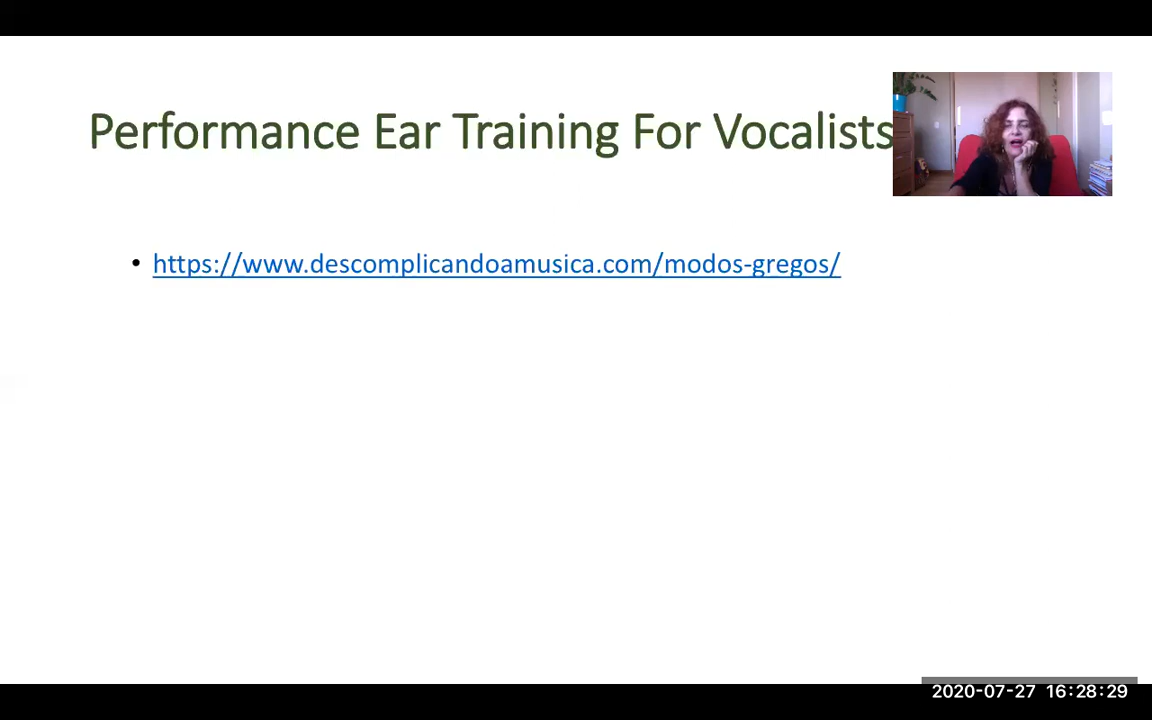 Performance Ear Training For Vocalists
• https://www.descomplicandoamusica.com/modos-gregos/
2020-07-27 16:28:29